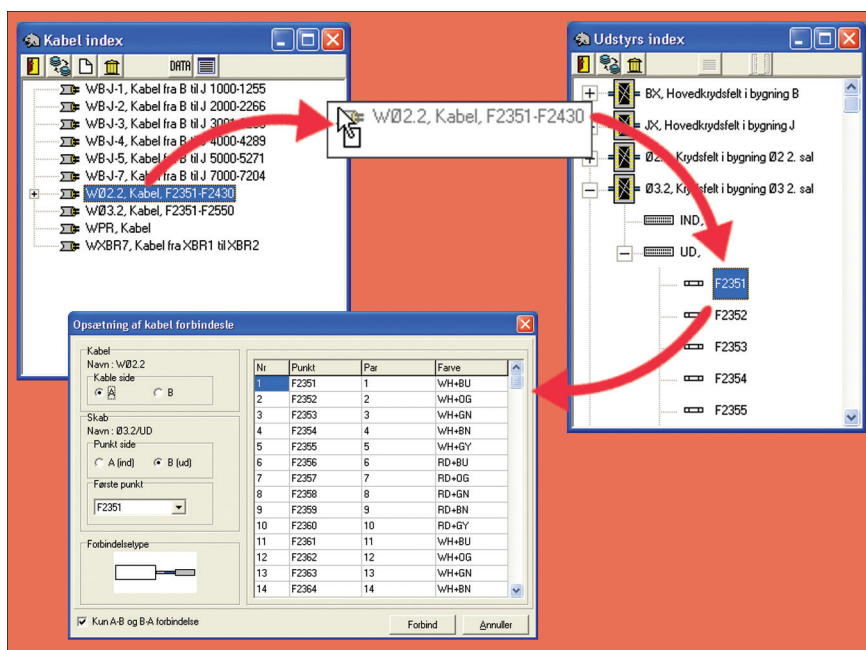 Kabel index
DATA
WB-J-1, Kabel fra B til J 1000-1255
WB-J-2, Kabel fra B til J 2000-2266
WB-J-3, Kabel fra B til J
WB-J-4, Kabel fra B til J 4000-4289
WB-J-5, Kabel fra B til J 5000-5271
WB-J-7, Kabel fra B til J 7000-7204
WØ2.2, Kabel, F2351-F2430
WØ3.2, Kabel, F2351-F2550
WPR, Kabel
WXBR7, Kabel fra XBR1 til XBR2
WØ2.2, Kabel, F2351-F2430
Udstyrs index
BX, Hovedkrydsfelt i bygning B
JX, Hovedkrydsfelt i bygning J
Krydsfelt i bygning Ø2 2. sal
Ø3.2, Krydsfelt i bygning Ø3 2. sal
IND,
UD,
F2351
F2352
F2353
F2354
F2355
Opsætning af kabel forbindesle
Kabel
Navn : WØ2.2
Kable side
A B
Skab
Navn : Ø3.2/UD
Punkt side
A (ind) B (ud)
Første punkt
F2351
Forbindelsetype
Nr Punkt Par Farve
1 F2351 1 WH+BU
2 F2352 2 WH+OG
3 F2353 3 WH+GN
4 F2354 4 WH+BN
5 F2355 5 WH+GY
6 F2356 6 RD+BU
7 F2357 7 RD+OG
8 F2358 8 RD+GN
9 F2359 9 RD+BN
10 F2360 10 RD+GY
11 F2361 11 WH+BU
12 F2362 12 WH+OG
13 F2363 13 WH+GN
14 F2364 14 WH+BN
Kun A-B og B-A forbindelse
Forbind Annuller